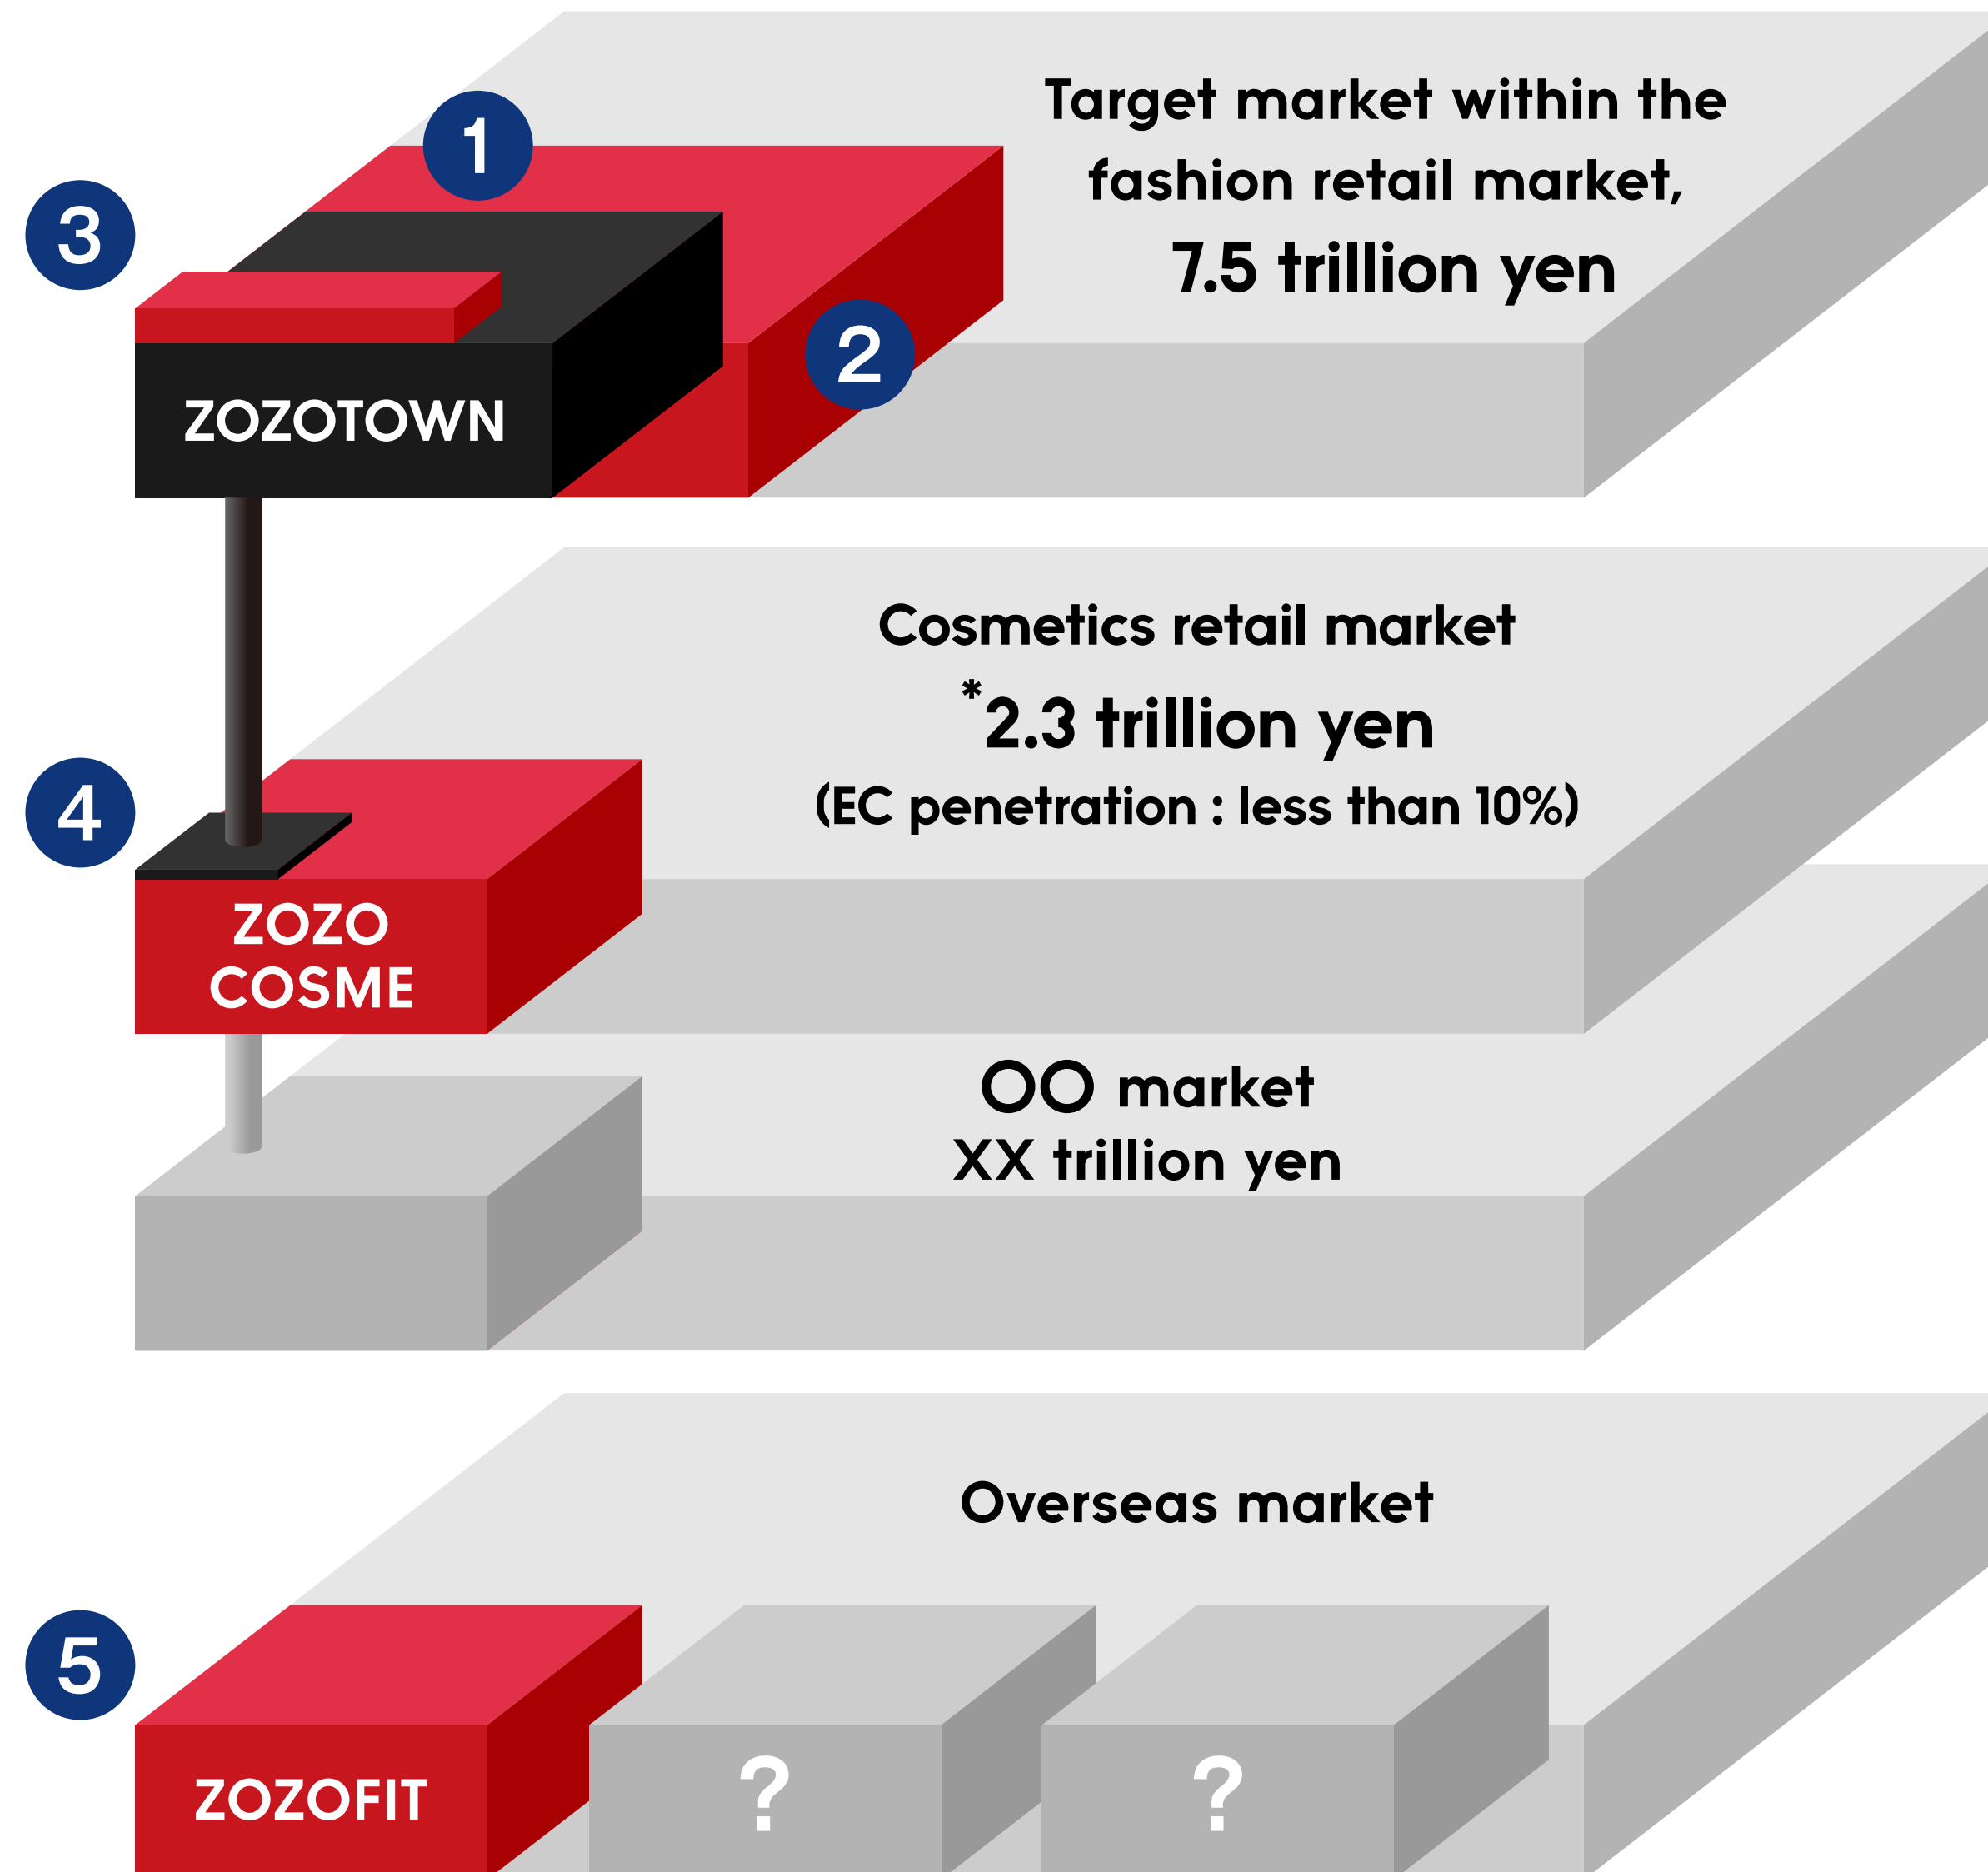 1
Target market within the
fashion retail market,
7.5 trillion yen
3
2
ZOZOTOWN
Cosmetics retail market
*2.3 trillion yen
(EC penetration : less than 10%)
4
ZOZO
COSME
OO market
XX trillion yen
Overseas market
5
ZOZOFIT
?
?